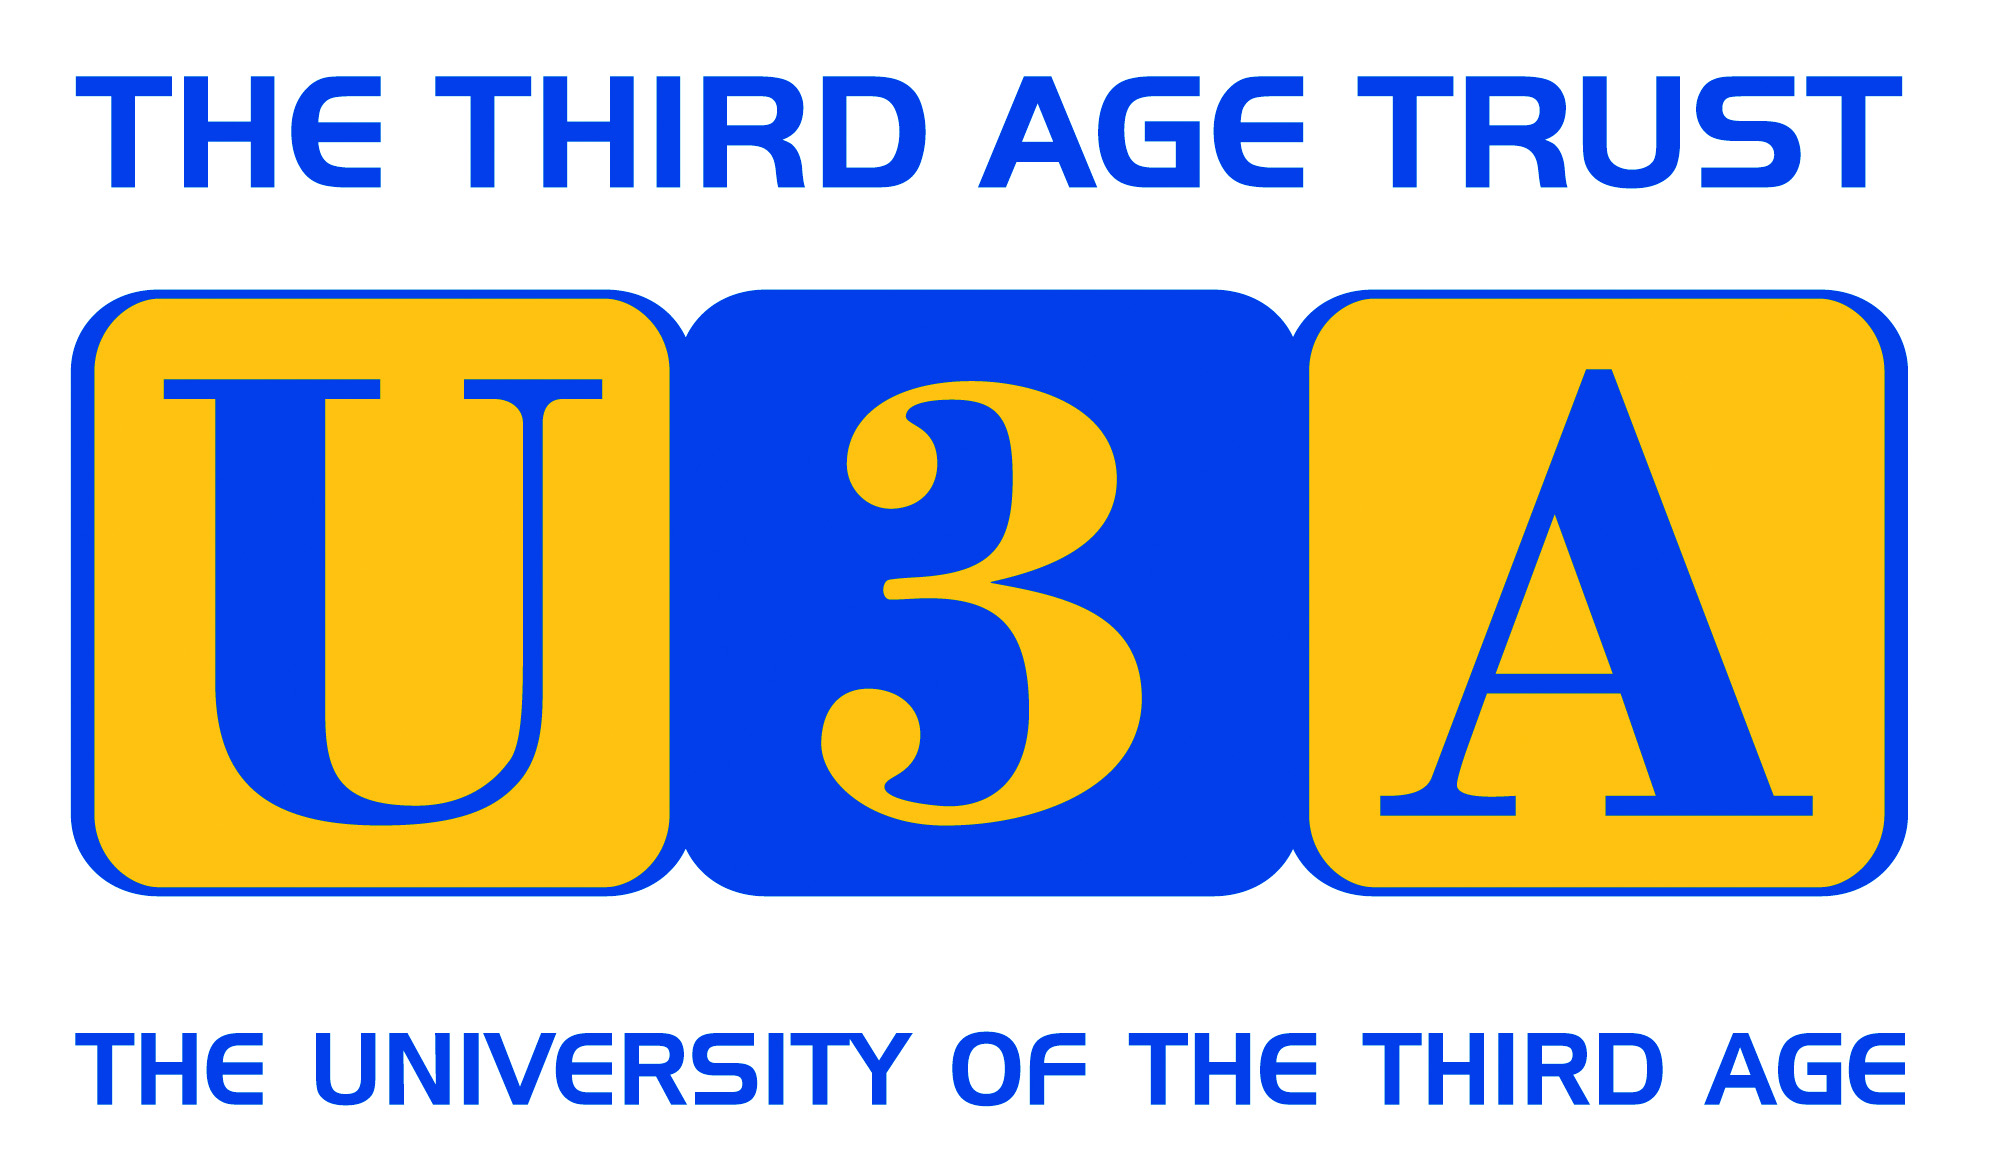 THE THIRD AGE TRUST
U3A
THE UNIVERSITY OF THE THIRD AGE